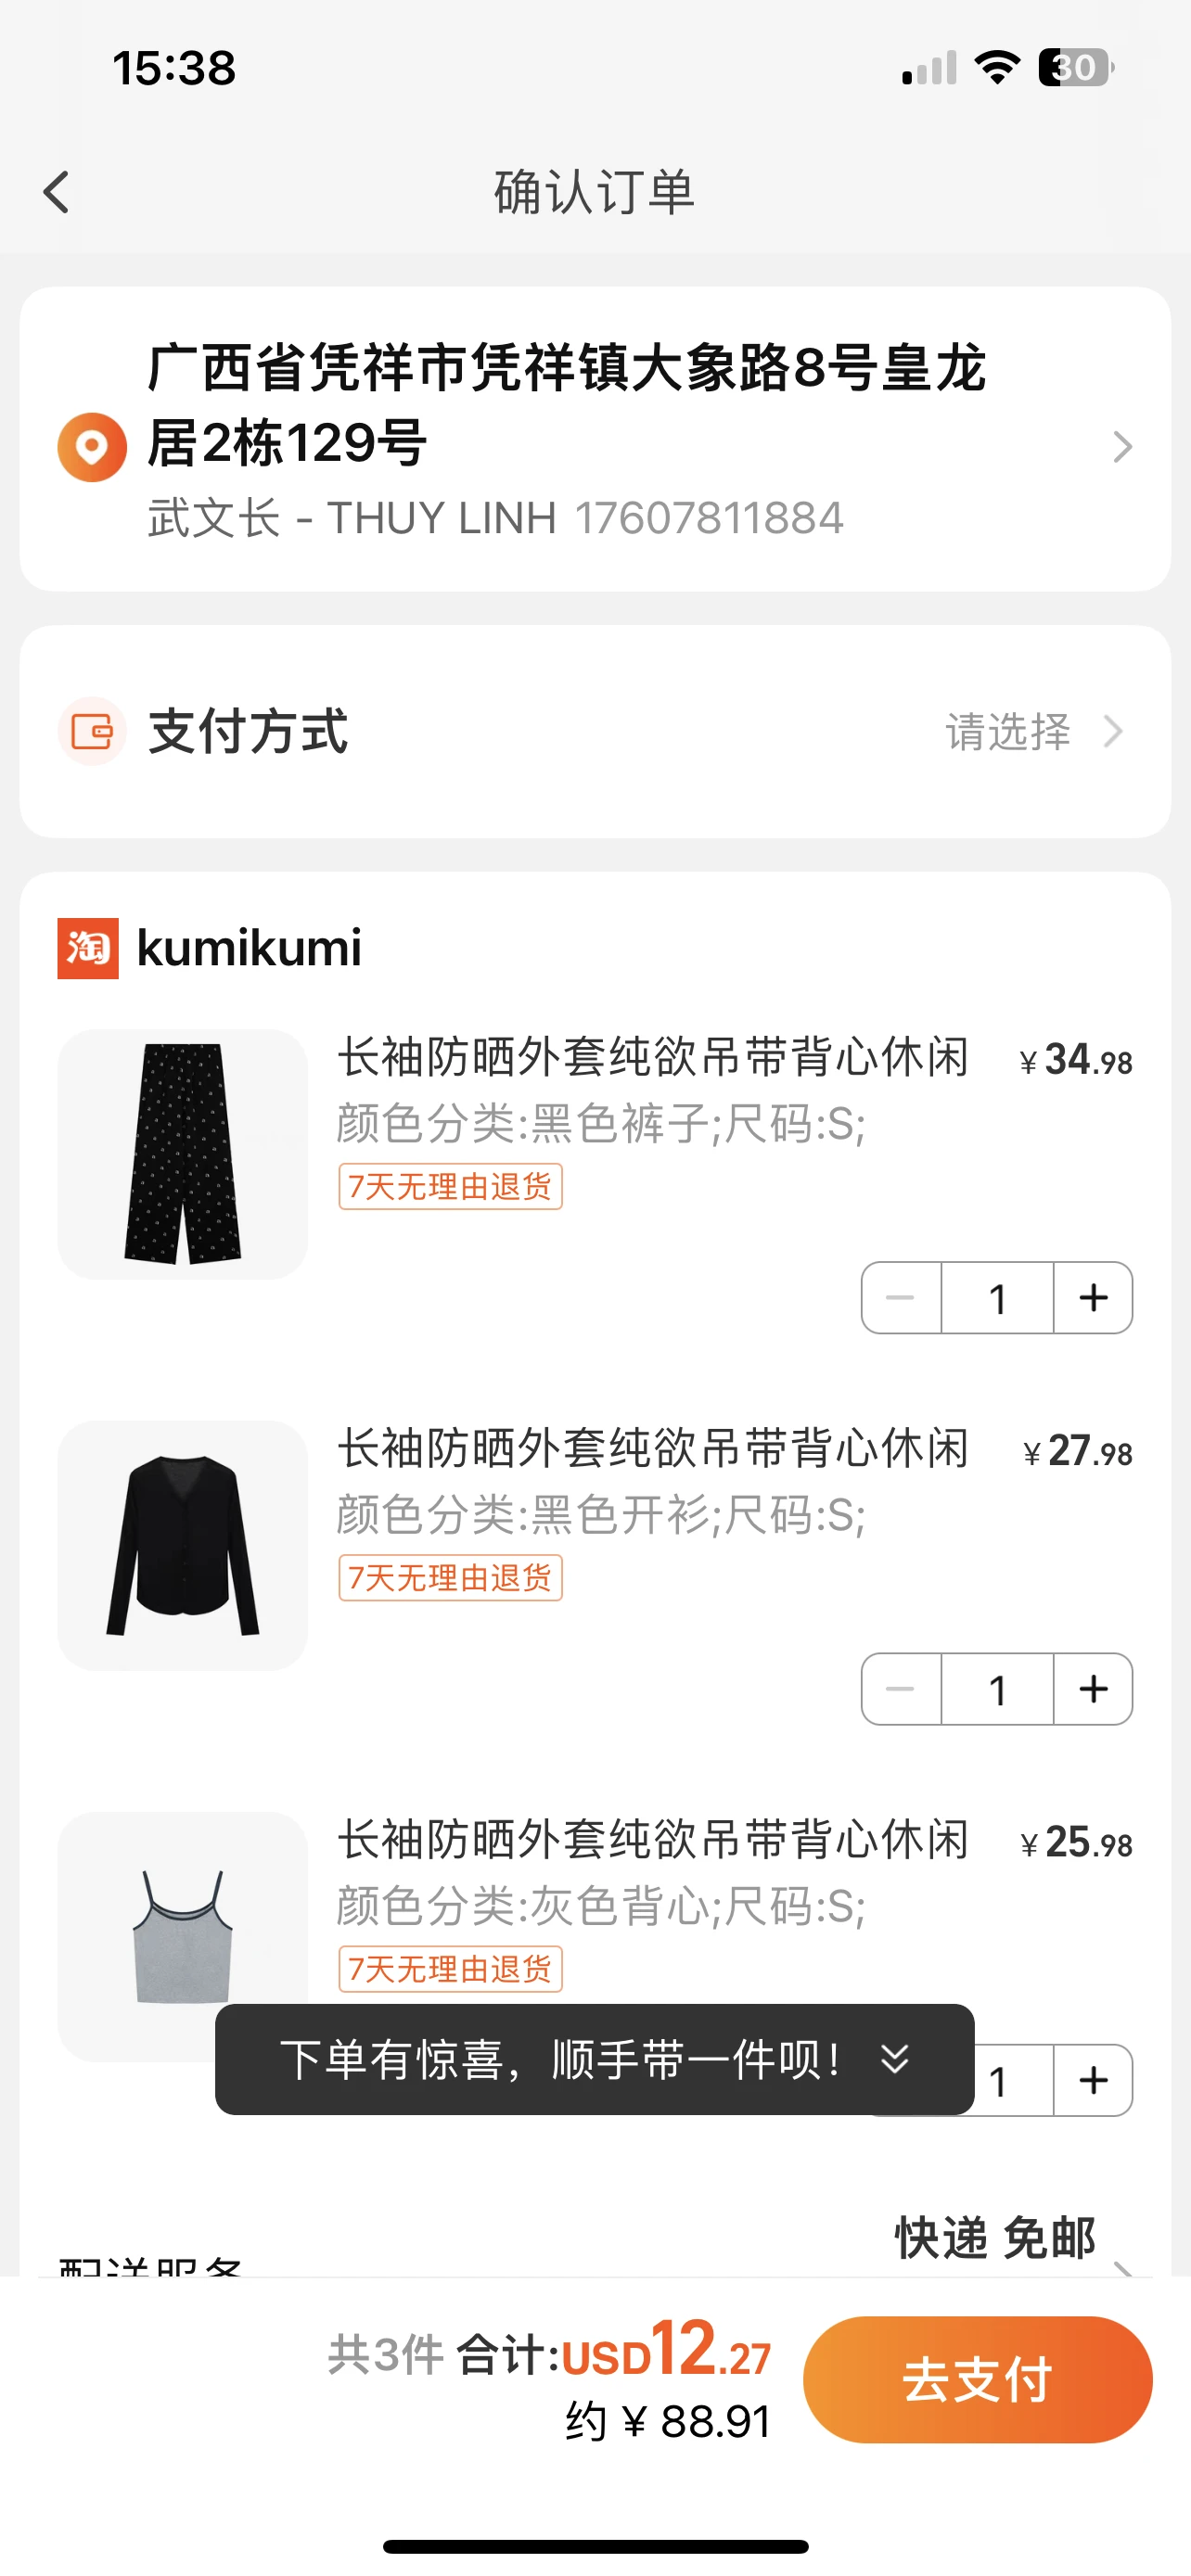 15:38
30
确认订单
广西省凭祥市凭祥镇大象路8号皇龙
居2栋129号
武文长 - THUY LINH 17607811884
支付方式 请选择
淘 kumikumi
长袖防晒外套纯欲吊带背心休闲 ¥34.98
颜色分类:黑色裤子;尺码:S;
7天无理由退货
1
长袖防晒外套纯欲吊带背心休闲 ¥27.98
颜色分类:黑色开衫;尺码:S;
7天无理由退货
1
长袖防晒外套纯欲吊带背心休闲 ¥25.98
颜色分类:灰色背心;尺码:S;
7天无理由退货
下单有惊喜，顺手带一件呗！
1
快递 免邮
配送服务
共3件 合计:USD12.27
约 ¥ 88.91
去支付